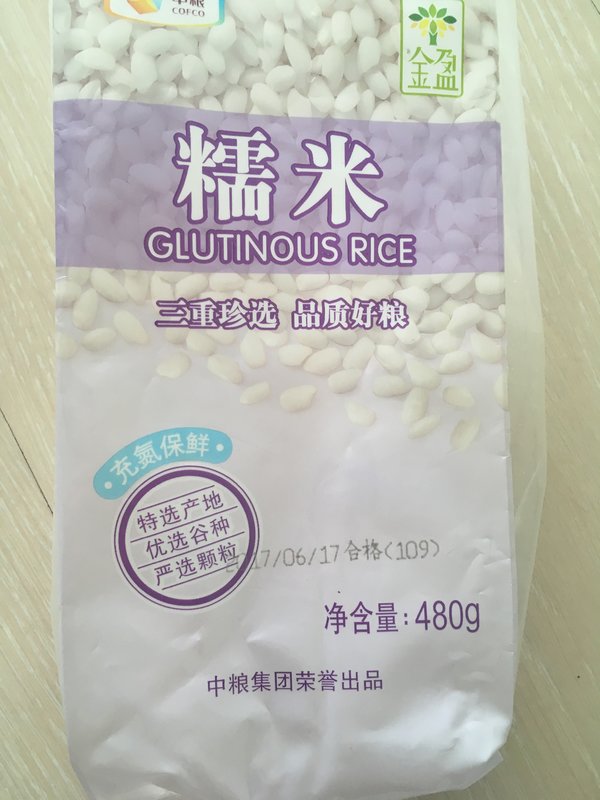 中粮
COFCO
金盈
糯米
GLUTINOUS RICE
三重珍选 品质好粮
·充氮保鲜·
特选产地
优选谷种
严选颗粒
2017/06/17合格(109)
净含量:480g
中粮集团荣誉出品